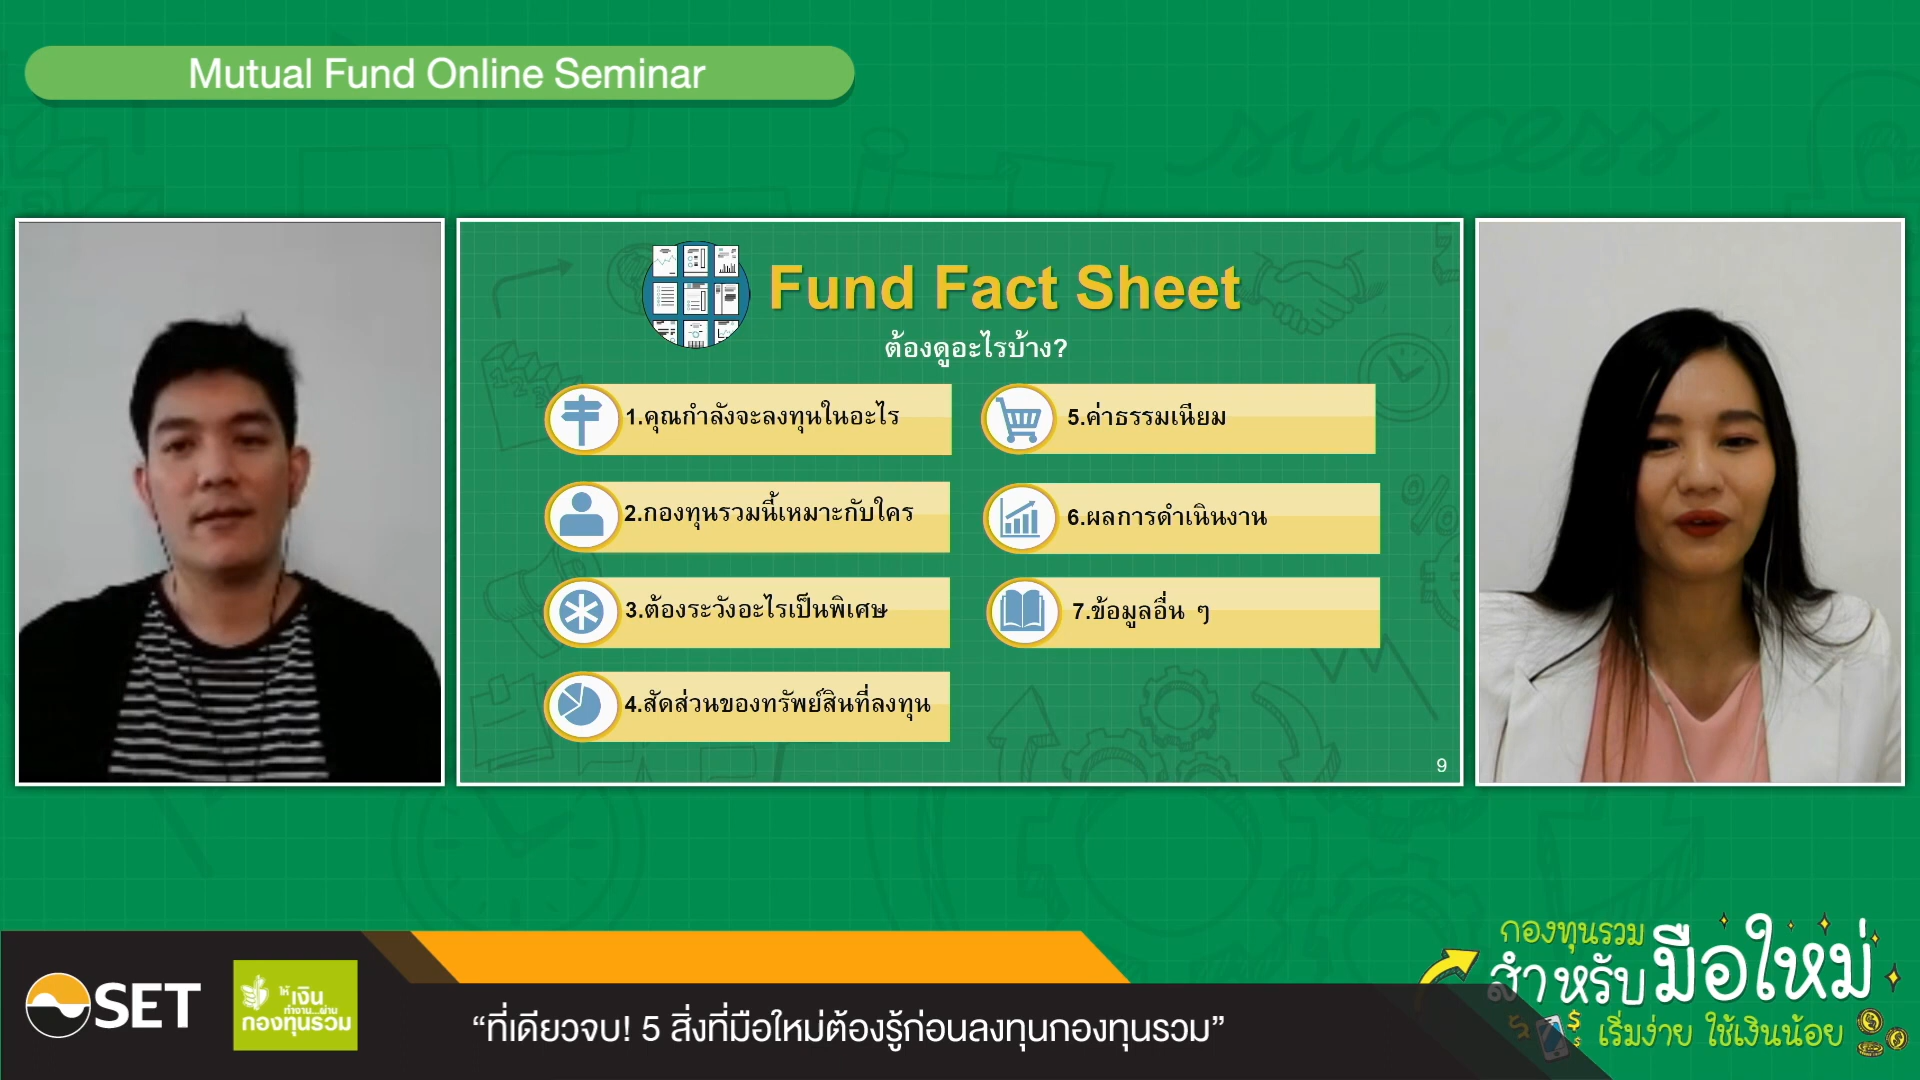 Mutual Fund Online Seminar
success
Fund Fact Sheet
ต้องดูอะไรบ้าง?
1.คุณกำลังจะลงทุนในอะไร
2.กองทุนรวมนี้เหมาะกับใคร
3.ต้องระวังอะไรเป็นพิเศษ
4.สัดส่วนของทรัพย์สินที่ลงทุน
5.ค่าธรรมเนียม
6.ผลการดำเนินงาน
7.ข้อมูลอื่น ๆ
9
SET
ให้เงิน
ทำงาน...ผ่าน
กองทุนรวม
“ที่เดียวจบ! 5 สิ่งที่มือใหม่ต้องรู้ก่อนลงทุนกองทุนรวม”
กองทุนรวม
สำหรับมือใหม่
เริ่มง่าย ใช้เงินน้อย